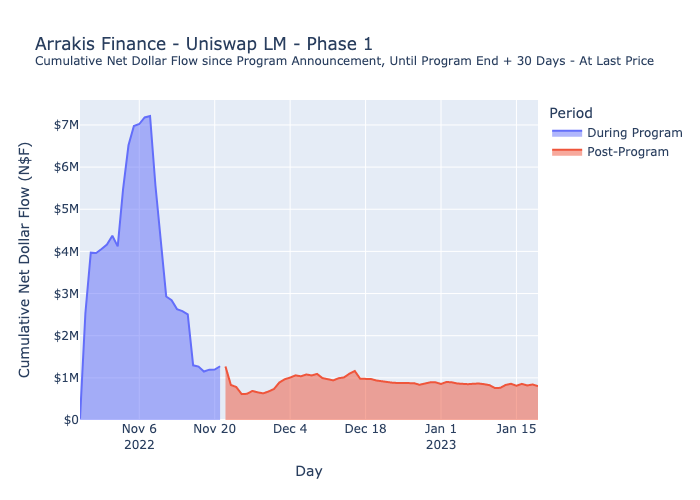 Arrakis Finance - Uniswap LM - Phase 1
Cumulative Net Dollar Flow since Program Announcement, Until Program End + 30 Days - At Last Price
Period
During Program
Post-Program
Cumulative Net Dollar Flow (N$F)
$7M
$6M
$5M
$4M
$3M
$2M
$1M
$0
Nov 6
2022
Nov 20
Dec 4
Dec 18
Jan 1
2023
Jan 15
Day